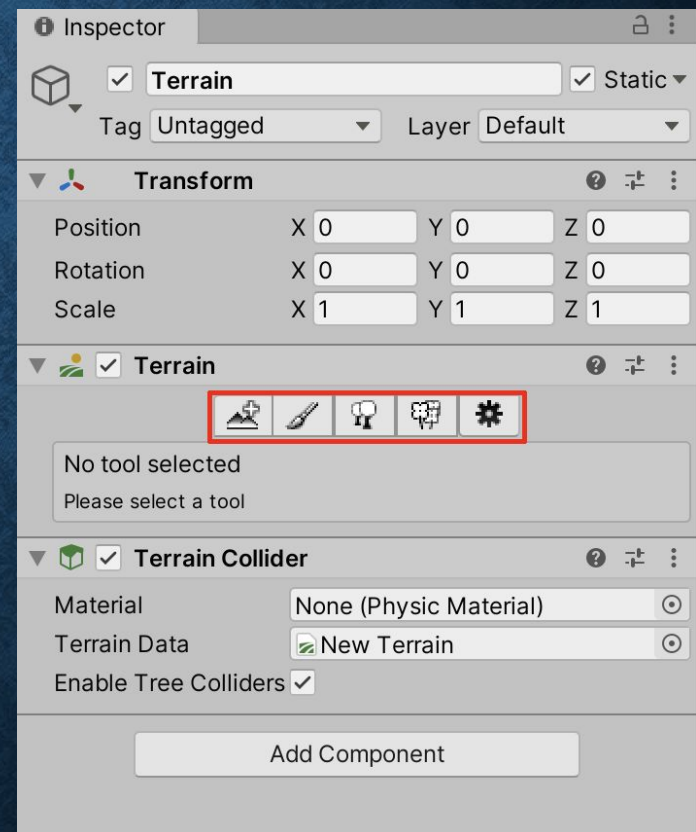 Inspector
Terrain Static
Tag Untagged Layer Default
Transform
Position X 0 Y 0 Z 0
Rotation X 0 Y 0 Z 0
Scale X 1 Y 1 Z 1
Terrain
No tool selected
Please select a tool
Terrain Collider
Material None (Physic Material)
Terrain Data New Terrain
Enable Tree Colliders
Add Component